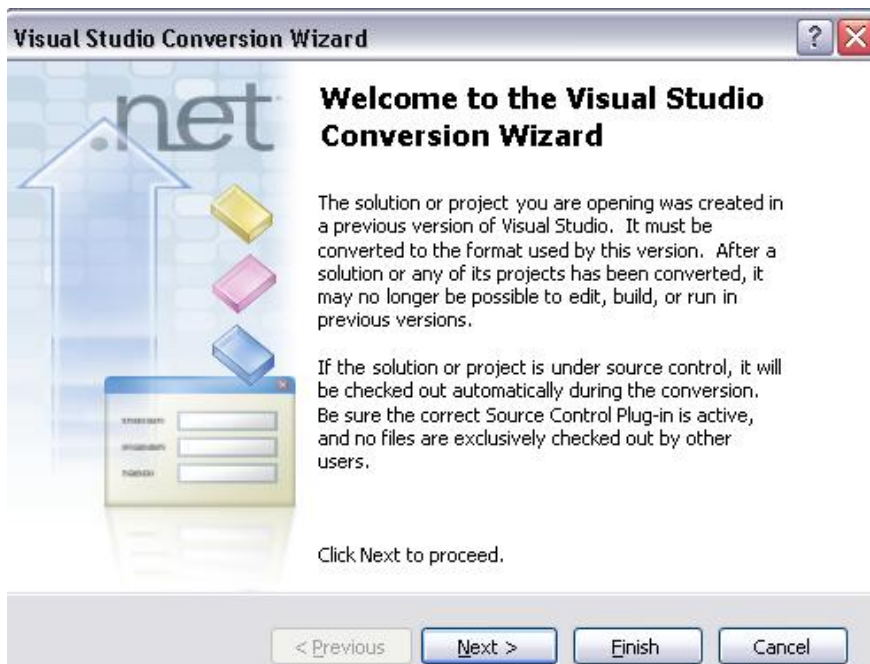 Visual Studio Conversion Wizard
?
.net
Welcome to the Visual Studio
Conversion Wizard
The solution or project you are opening was created in
a previous version of Visual Studio.  It must be
converted to the format used by this version.  After a
solution or any of its projects has been converted, it
may no longer be possible to edit, build, or run in
previous versions.
If the solution or project is under source control, it will
be checked out automatically during the conversion.
Be sure the correct Source Control Plug-in is active,
and no files are exclusively checked out by other
users.
Click Next to proceed.
< Previous   Next >   Finish   Cancel